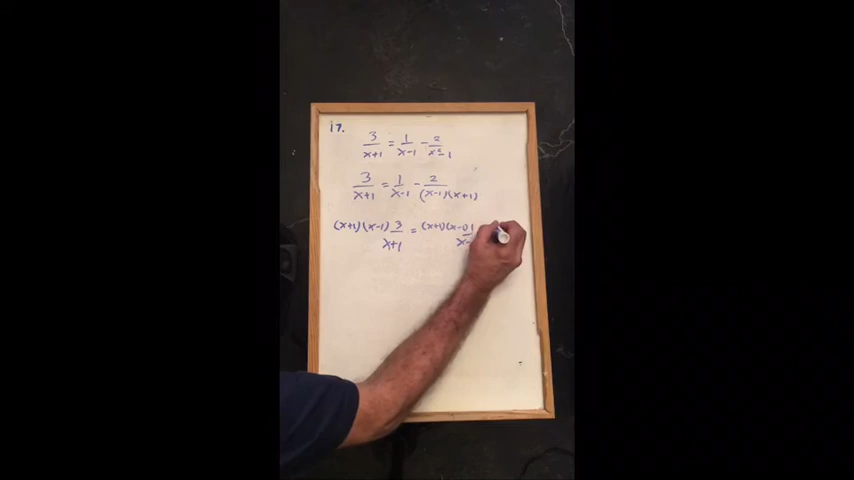 17.
3/(x+1) = 1/(x-1) - 2/(x²-1)
3/(x+1) = 1/(x-1) - 2/((x-1)(x+1))
(x+1)(x-1) 3/(x+1) = (x+1)(x-1) 1/(x-